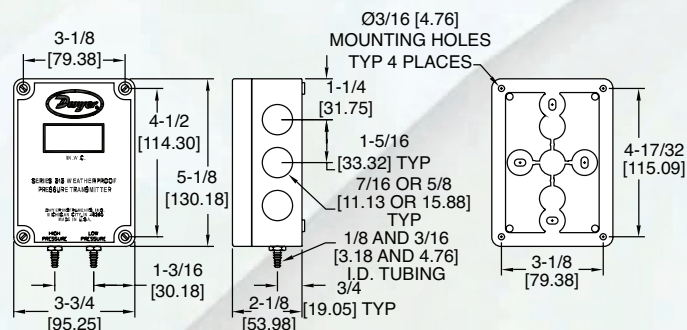 Ø3/16 [4.76]
MOUNTING HOLES
TYP 4 PLACES
3-1/8
[79.38]
Dwyer
4-1/2
[114.30]
W.C.
SERIES
WEATHERPROOF
PRESSURE TRANSMITTER
MICHIGAN CITY, IN
MADE IN U.S.A.
HIGH
PRESSURE
LOW
PRESSURE
5-1/8
[130.18]
1-3/16
[30.18]
3-3/4
[95.25]
1-1/4
[31.75]
1-5/16
[33.32] TYP
7/16 OR 5/8
[11.13 OR 15.88]
TYP
1/8 AND 3/16
[3.18 AND 4.76]
I.D. TUBING
3/4
[19.05] TYP
2-1/8
[53.98]
4-17/32
[115.09]
3-1/8
[79.38]